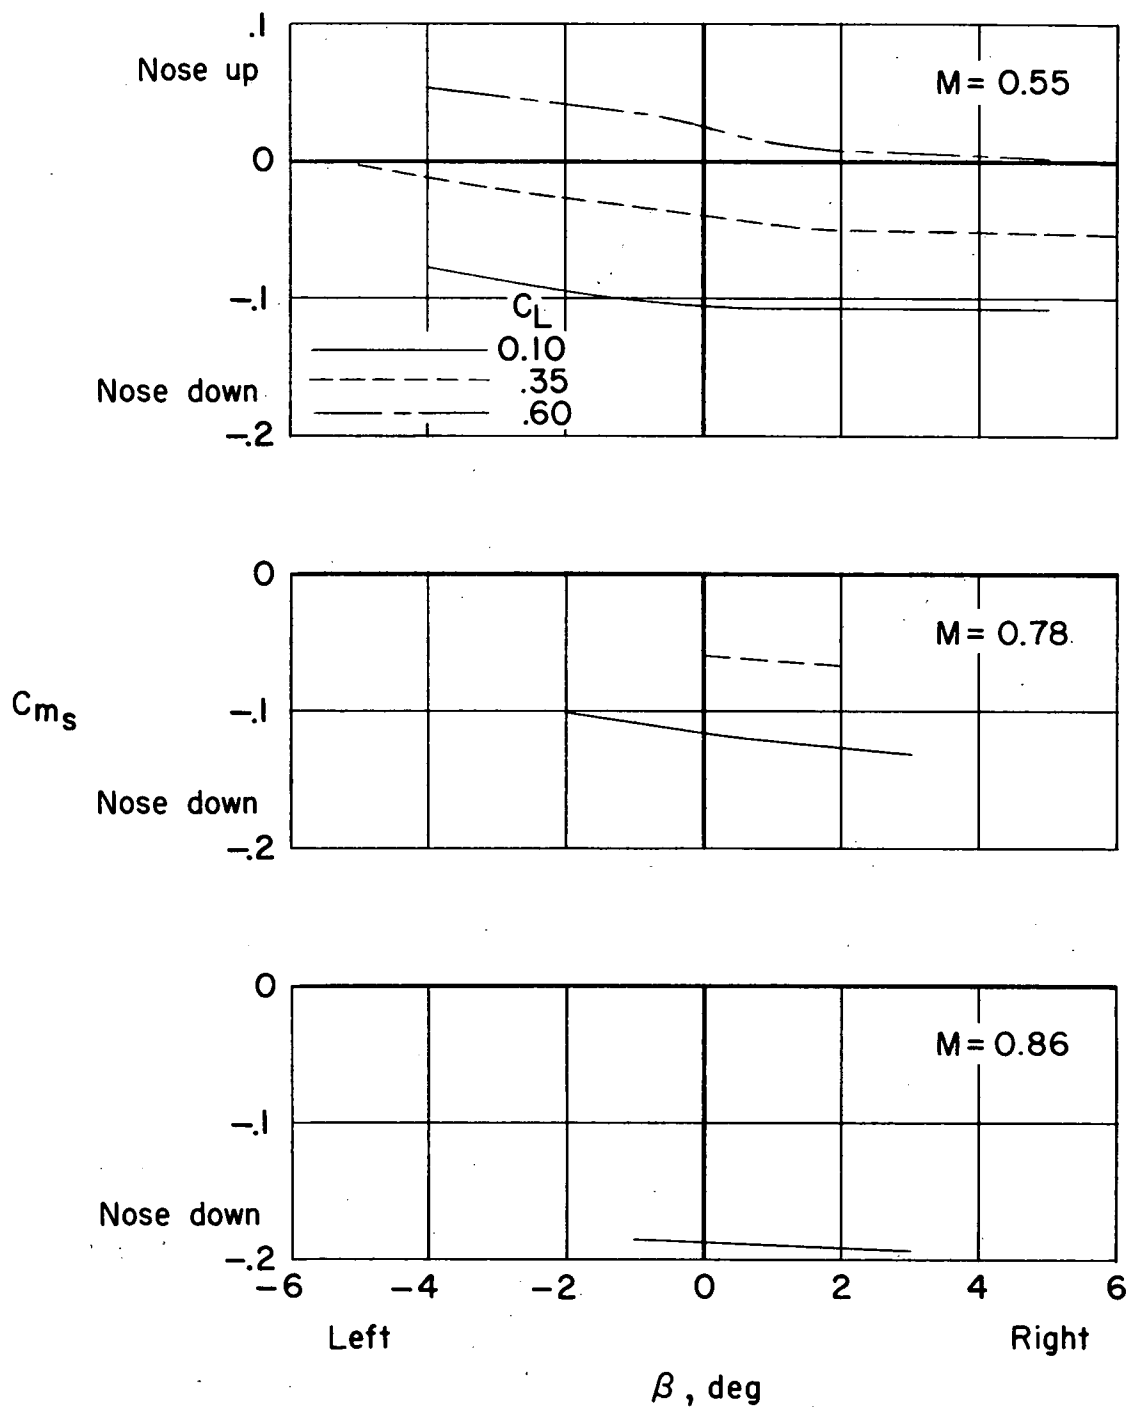 .1
Nose up
M = 0.55
0
-.1
C_L
0.10
.35
Nose down
.60
-.2
0
M = 0.78
C_ms
-.1
Nose down
-.2
0
M = 0.86
-.1
Nose down
-.2
-6 -4 -2 0 2 4 6
Left Right
β, deg